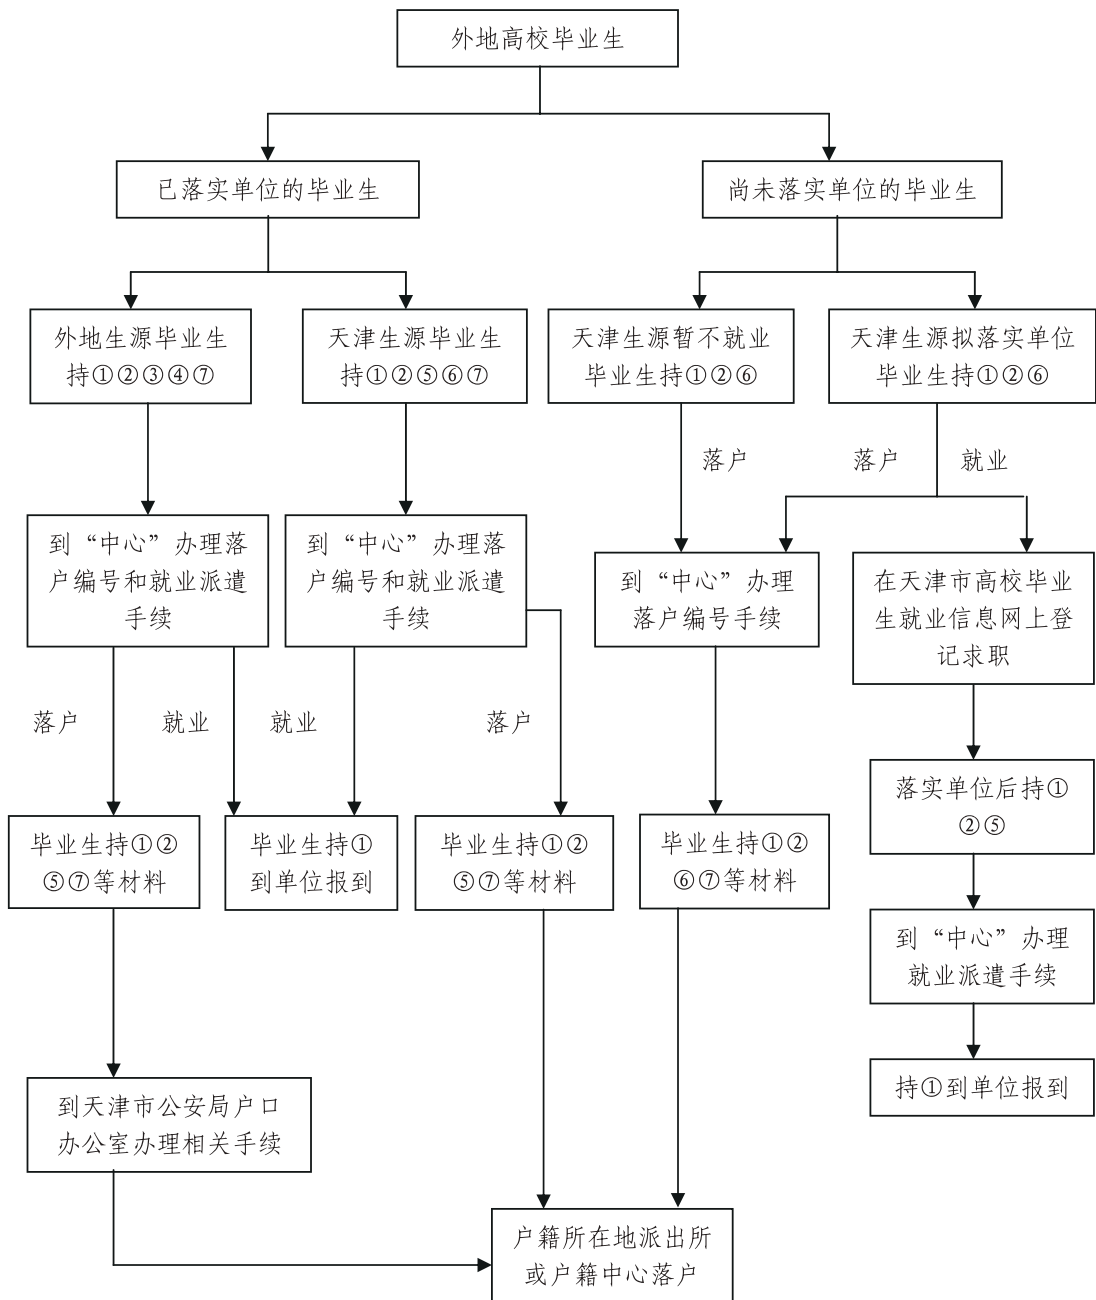 外地高校毕业生
已落实单位的毕业生
尚未落实单位的毕业生
外地生源毕业生
持①②③④⑦
天津生源毕业生
持①②⑤⑥⑦
天津生源暂不就业
毕业生持①②⑥
天津生源拟落实单位
毕业生持①②⑥
落户
落户
就业
到“中心”办理落
户编号和就业派遣
手续
到“中心”办理落
户编号和就业派遣
手续
到“中心”办理
落户编号手续
在天津市高校毕业
生就业信息网上登
记求职
落户
就业
就业
落户
落实单位后持①
②⑤
毕业生持①②
⑤⑦等材料
毕业生持①
到单位报到
毕业生持①②
⑤⑦等材料
毕业生持①②
⑥⑦等材料
到“中心”办理
就业派遣手续
持①到单位报到
到天津市公安局户口
办公室办理相关手续
户籍所在地派出所
或户籍中心落户